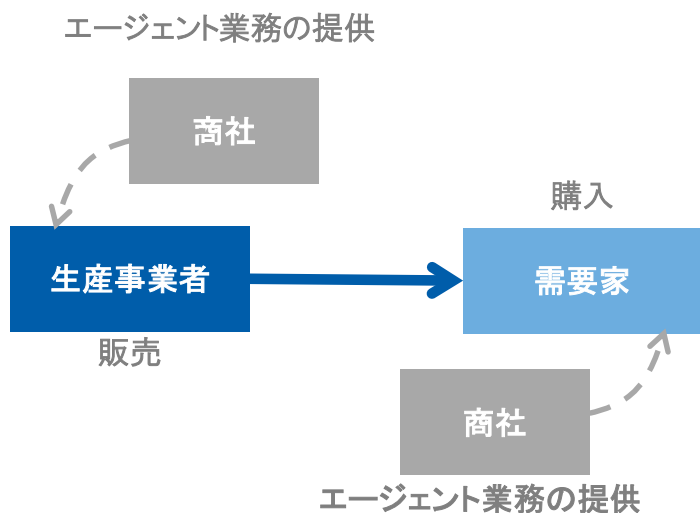 エージェント業務の提供
商社
購入
生産事業者
需要家
販売
商社
エージェント業務の提供